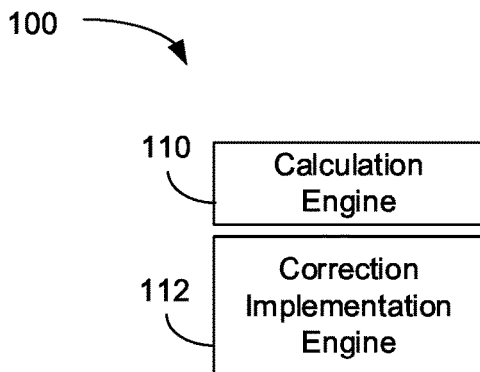 100
110
Calculation
Engine
112
Correction
Implementation
Engine